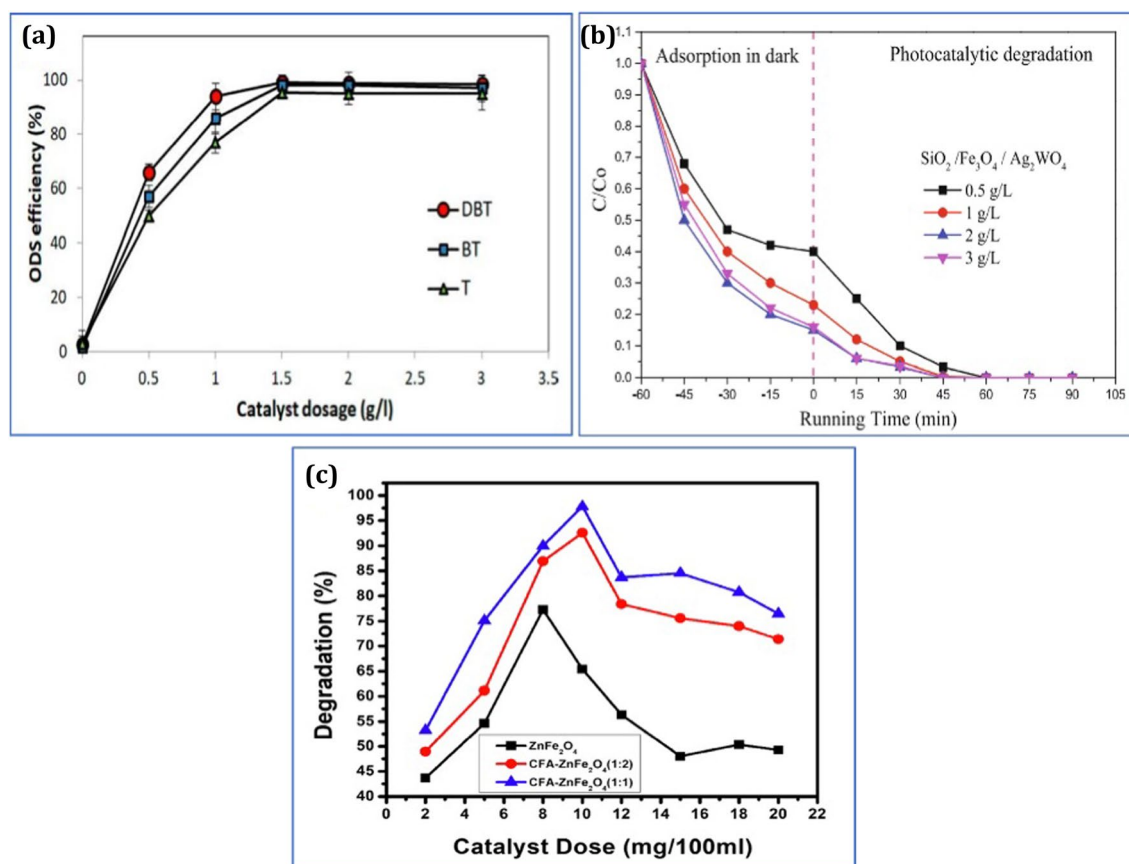 (a)
ODS efficiency (%)
100
80
60
40
20
0
DBT
BT
T
0 0.5 1 1.5 2 2.5 3 3.5
Catalyst dosage (g/l)
(b)
Adsorption in dark Photocatalytic degradation
C/Co
1.1
1.0
0.9
0.8
0.7
0.6
0.5
0.4
0.3
0.2
0.1
0.0
SiO2 /Fe3O4 / Ag2WO4
0.5 g/L
1 g/L
2 g/L
3 g/L
-60 -45 -30 -15 0 15 30 45 60 75 90 105
Running Time (min)
(c)
Degradation (%)
100
95
90
85
80
75
70
65
60
55
50
45
40
ZnFe2O4
CFA-ZnFe2O4(1:2)
CFA-ZnFe2O4(1:1)
0 2 4 6 8 10 12 14 16 18 20 22
Catalyst Dose (mg/100ml)